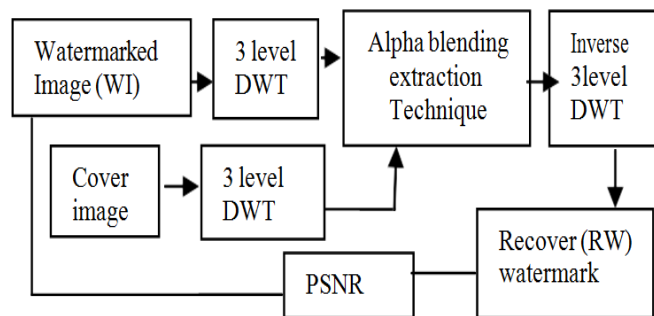 Watermarked
Image (WI)
3 level
DWT
Alpha blending
extraction
Technique
Inverse
3level
DWT
Cover
image
3 level
DWT
Recover (RW)
watermark
PSNR